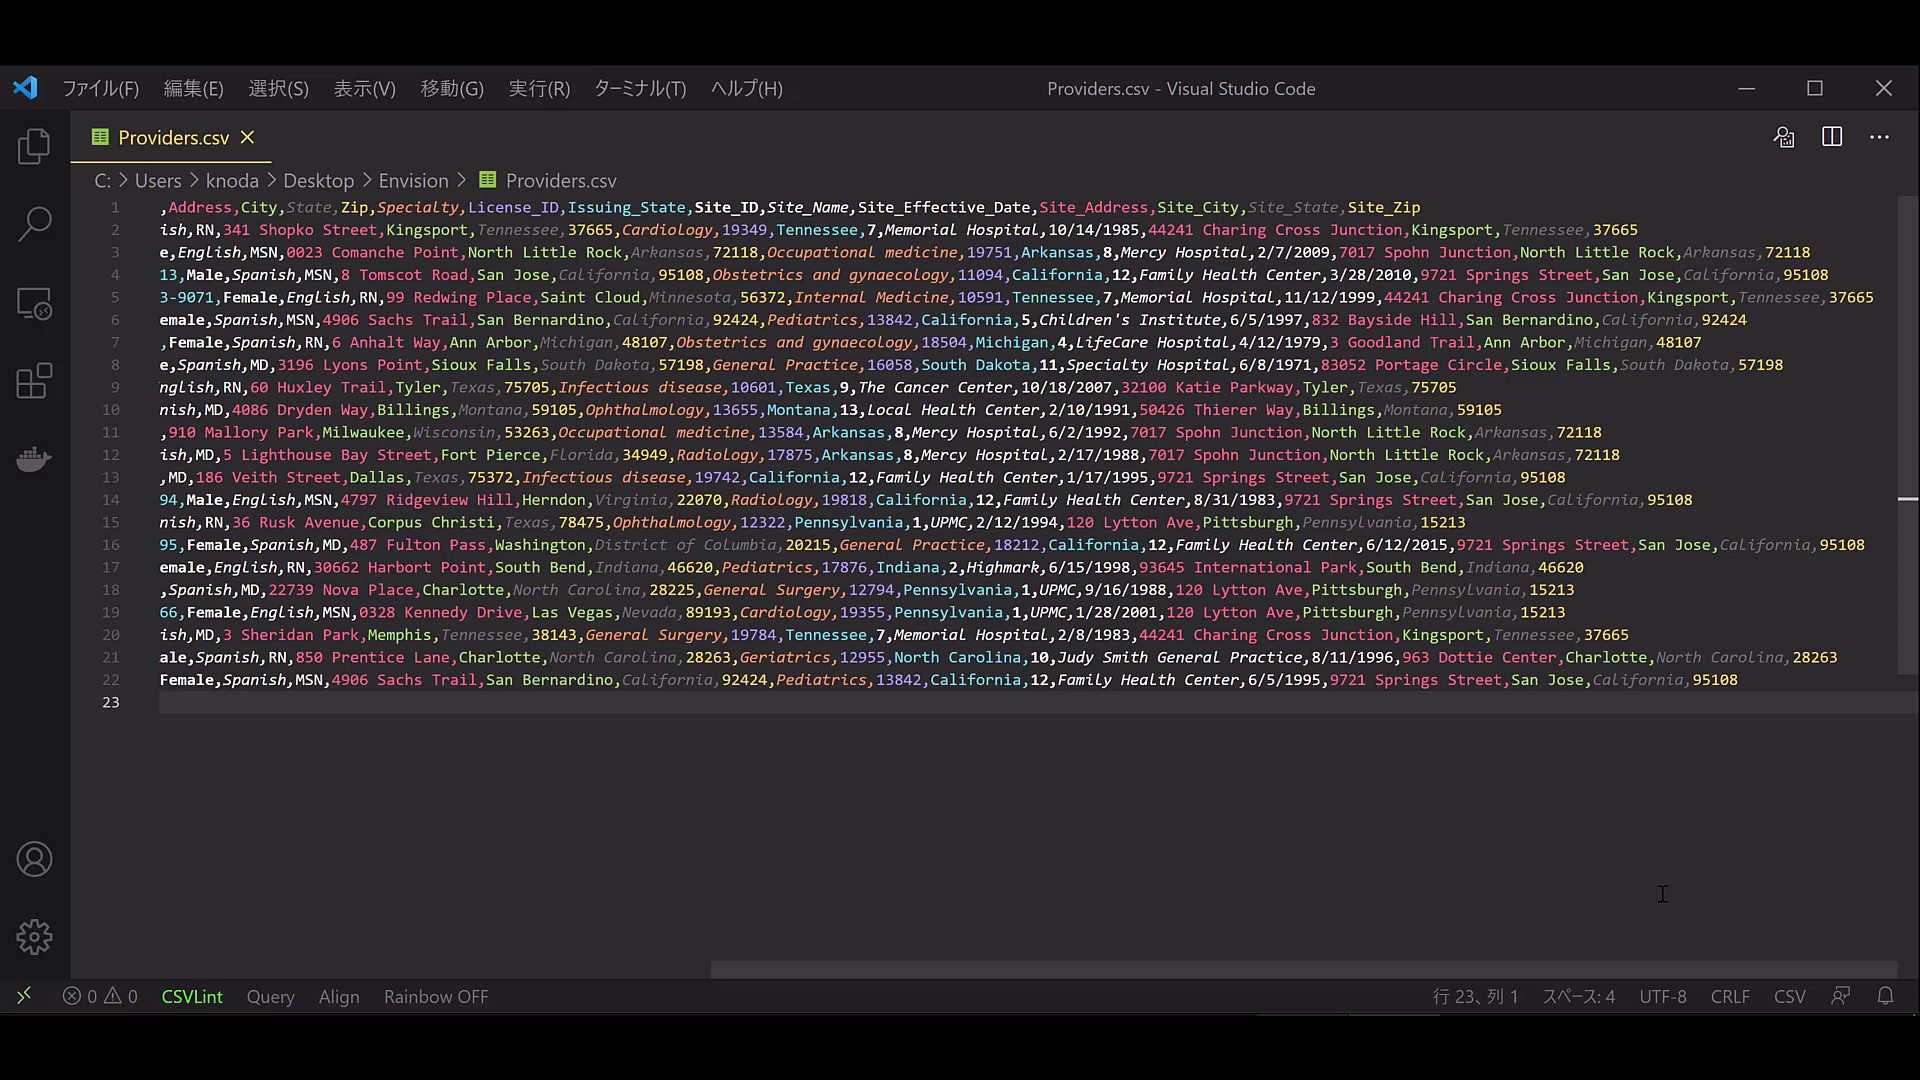 ファイル(F) 編集(E) 選択(S) 表示(V) 移動(G) 実行(R) ターミナル(T) ヘルプ(H) Providers.csv - Visual Studio Code
Providers.csv
C: > Users > knoda > Desktop > Envision > Providers.csv
1 ,Address,City,State,Zip,Specialty,License_ID,Issuing_State,Site_ID,Site_Name,Site_Effective_Date,Site_Address,Site_City,Site_State,Site_Zip
2 ish,RN,341 Shopko Street,Kingsport,Tennessee,37665,Cardiology,19349,Tennessee,7,Memorial Hospital,10/14/1985,44241 Charing Cross Junction,Kingsport,Tennessee,37665
3 e,English,MSN,0023 Comanche Point,North Little Rock,Arkansas,72118,Occupational medicine,19751,Arkansas,8,Mercy Hospital,2/7/2009,7017 Spohn Junction,North Little Rock,Arkansas,72118
4 13,Male,Spanish,MSN,8 Tomscot Road,San Jose,California,95108,Obstetrics and gynaecology,11094,California,12,Family Health Center,3/28/2010,9721 Springs Street,San Jose,California,95108
5 3-9071,Female,English,RN,99 Redwing Place,Saint Cloud,Minnesota,56372,Internal Medicine,10591,Tennessee,7,Memorial Hospital,11/12/1999,44241 Charing Cross Junction,Kingsport,Tennessee,37665
6 emale,Spanish,MSN,4906 Sachs Trail,San Bernardino,California,92424,Pediatrics,13842,California,5,Children's Institute,6/5/1997,832 Bayside Hill,San Bernardino,California,92424
7 ,Female,Spanish,RN,6 Anhalt Way,Ann Arbor,Michigan,48107,Obstetrics and gynaecology,18504,Michigan,4,LifeCare Hospital,4/12/1979,3 Goodland Trail,Ann Arbor,Michigan,48107
8 e,Spanish,MD,3196 Lyons Point,Sioux Falls,South Dakota,57198,General Practice,16058,South Dakota,11,Specialty Hospital,6/8/1971,83052 Portage Circle,Sioux Falls,South Dakota,57198
9 nglish,RN,60 Huxley Trail,Tyler,Texas,75705,Infectious disease,10601,Texas,9,The Cancer Center,10/18/2007,32100 Katie Parkway,Tyler,Texas,75705
10 nish,MD,4086 Dryden Way,Billings,Montana,59105,Ophthalmology,13655,Montana,13,Local Health Center,2/10/1991,50426 Thierer Way,Billings,Montana,59105
11 ,910 Mallory Park,Milwaukee,Wisconsin,53263,Occupational medicine,13584,Arkansas,8,Mercy Hospital,6/2/1992,7017 Spohn Junction,North Little Rock,Arkansas,72118
12 ish,MD,5 Lighthouse Bay Street,Fort Pierce,Florida,34949,Radiology,17875,Arkansas,8,Mercy Hospital,2/17/1988,7017 Spohn Junction,North Little Rock,Arkansas,72118
13 ,MD,186 Veith Street,Dallas,Texas,75372,Infectious disease,19742,California,12,Family Health Center,1/17/1995,9721 Springs Street,San Jose,California,95108
14 94,Male,English,MSN,4797 Ridgeview Hill,Herndon,Virginia,22070,Radiology,19818,California,12,Family Health Center,8/31/1983,9721 Springs Street,San Jose,California,95108
15 nish,RN,36 Rusk Avenue,Corpus Christi,Texas,78475,Ophthalmology,12322,Pennsylvania,1,UPMC,2/12/1994,120 Lytton Ave,Pittsburgh,Pennsylvania,15213
16 95,Female,Spanish,MD,487 Fulton Pass,Washington,District of Columbia,20215,General Practice,18212,California,12,Family Health Center,6/12/2015,9721 Springs Street,San Jose,California,95108
17 emale,English,RN,30662 Harbort Point,South Bend,Indiana,46620,Pediatrics,17876,Indiana,2,Highmark,6/15/1998,93645 International Park,South Bend,Indiana,46620
18 ,Spanish,MD,22739 Nova Place,Charlotte,North Carolina,28225,General Surgery,12794,Pennsylvania,1,UPMC,9/16/1988,120 Lytton Ave,Pittsburgh,Pennsylvania,15213
19 66,Female,English,MSN,0328 Kennedy Drive,Las Vegas,Nevada,89193,Cardiology,19355,Pennsylvania,1,UPMC,1/28/2001,120 Lytton Ave,Pittsburgh,Pennsylvania,15213
20 ish,MD,3 Sheridan Park,Memphis,Tennessee,38143,General Surgery,19784,Tennessee,7,Memorial Hospital,2/8/1983,44241 Charing Cross Junction,Kingsport,Tennessee,37665
21 ale,Spanish,RN,850 Prentice Lane,Charlotte,North Carolina,28263,Geriatrics,12955,North Carolina,10,Judy Smith General Practice,8/11/1996,963 Dottie Center,Charlotte,North Carolina,28263
22 Female,Spanish,MSN,4906 Sachs Trail,San Bernardino,California,92424,Pediatrics,13842,California,12,Family Health Center,6/5/1995,9721 Springs Street,San Jose,California,95108
23
0 0 CSVLint Query Align Rainbow OFF 行 23、列 1 スペース: 4 UTF-8 CRLF CSV